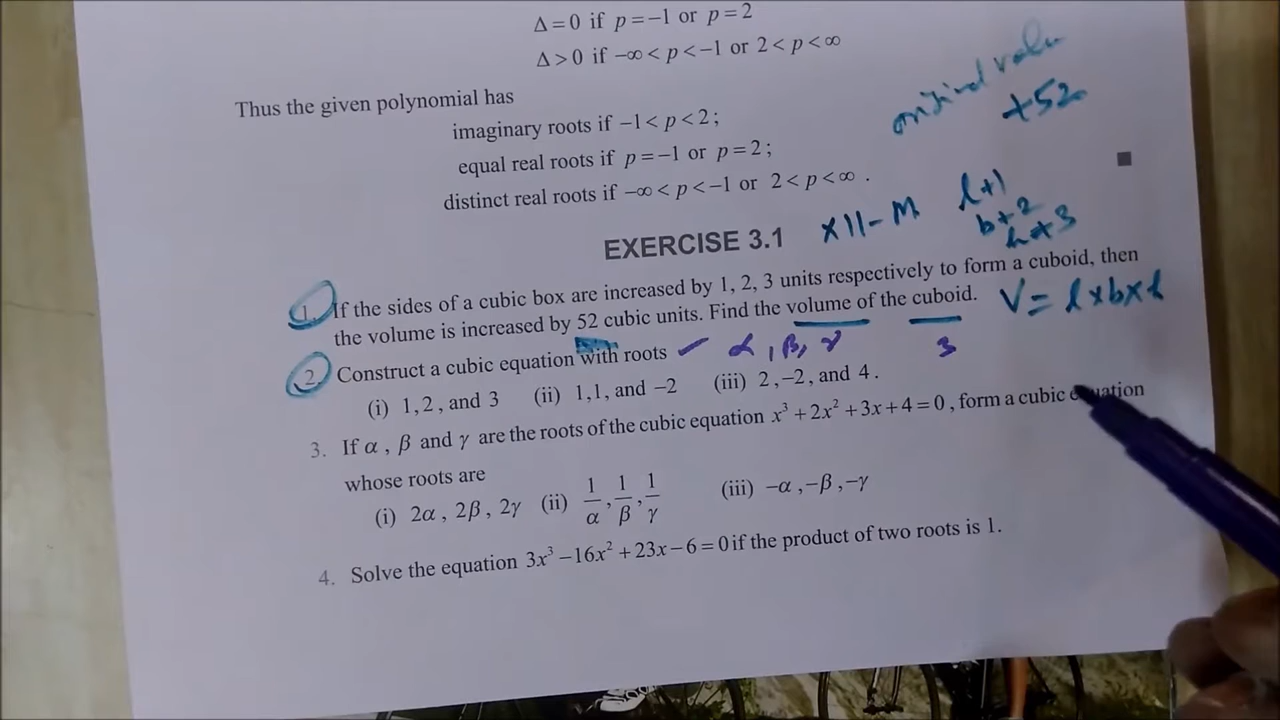 Δ=0 if p=−1 or p=2
Δ>0 if −∞<p<−1 or 2<p<∞
Thus the given polynomial has
imaginary roots if −1<p<2;
equal real roots if p=−1 or p=2;
distinct real roots if −∞<p<−1 or 2<p<∞.
+52
EXERCISE 3.1
XII-M
l+1
b+2
h+3
1. If the sides of a cubic box are increased by 1, 2, 3 units respectively to form a cuboid, then
the volume is increased by 52 cubic units. Find the volume of the cuboid.
V = l×b×h
2. Construct a cubic equation with roots ✓ α, β, γ 3
(i) 1,2, and 3 (ii) 1,1, and −2 (iii) 2,−2, and 4.
3. If α, β and γ are the roots of the cubic equation x³+2x²+3x+4=0, form a cubic equation
whose roots are
(i) 2α, 2β, 2γ (ii) 1/α, 1/β, 1/γ (iii) −α,−β,−γ
4. Solve the equation 3x³−16x²+23x−6=0 if the product of two roots is 1.